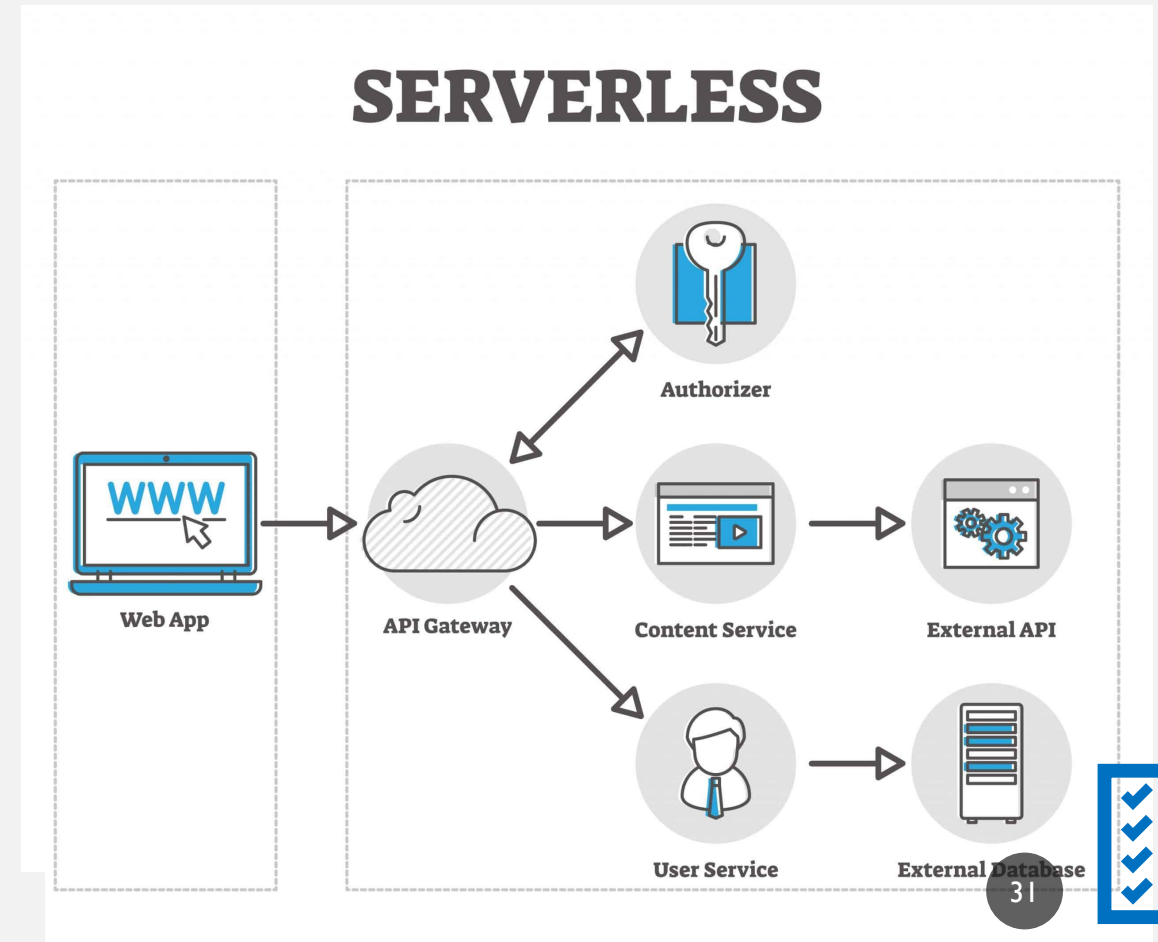 SERVERLESS
Authorizer
WWW
Web App
API Gateway
Content Service
External API
User Service
External Database
31